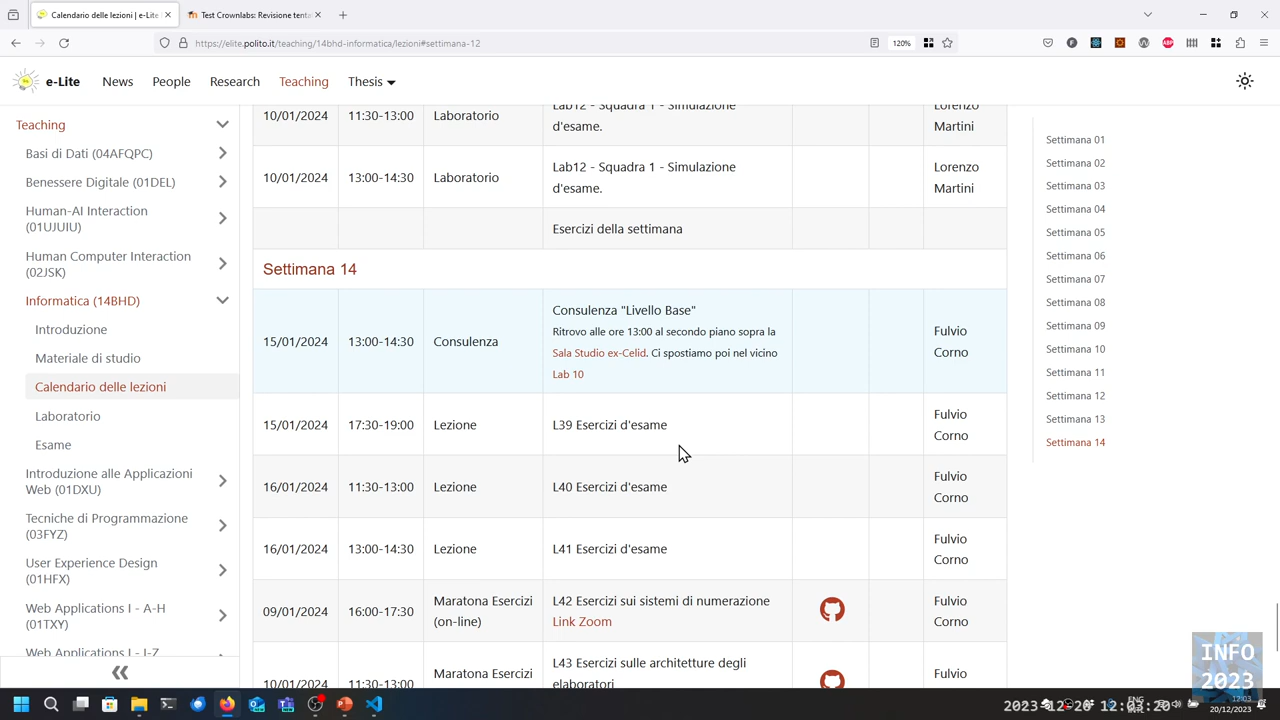 Calendario delle lezioni | e-Lite
Test Crownlabs: Revisione tenta
https://elite.polito.it/teaching/14bhd-informatica/lezioni#settimana-12
120%
e-Lite
News
People
Research
Teaching
Thesis
Teaching
Basi di Dati (04AFQPC)
Benessere Digitale (01DEL)
Human-AI Interaction
(01UJUIU)
Human Computer Interaction
(02JSK)
Informatica (14BHD)
Introduzione
Materiale di studio
Calendario delle lezioni
Laboratorio
Esame
Introduzione alle Applicazioni
Web (01DXU)
Tecniche di Programmazione
(03FYZ)
User Experience Design
(01HFX)
Web Applications I - A-H
(01TXY)
Web Applications I - I-Z
10/01/2024 11:30-13:00 Laboratorio Lab12 - Squadra 1 - Simulazione d'esame. Lorenzo Martini
10/01/2024 13:00-14:30 Laboratorio Lab12 - Squadra 1 - Simulazione d'esame. Lorenzo Martini
Esercizi della settimana
Settimana 14
15/01/2024 13:00-14:30 Consulenza Consulenza "Livello Base" Fulvio Corno
Ritrovo alle ore 13:00 al secondo piano sopra la
Sala Studio ex-Celid. Ci spostiamo poi nel vicino
Lab 10
15/01/2024 17:30-19:00 Lezione L39 Esercizi d'esame Fulvio Corno
16/01/2024 11:30-13:00 Lezione L40 Esercizi d'esame Fulvio Corno
16/01/2024 13:00-14:30 Lezione L41 Esercizi d'esame Fulvio Corno
09/01/2024 16:00-17:30 Maratona Esercizi (on-line) L42 Esercizi sui sistemi di numerazione Link Zoom Fulvio Corno
10/01/2024 11:30-13:00 Maratona Esercizi L43 Esercizi sulle architetture degli elaboratori Fulvio
Settimana 01
Settimana 02
Settimana 03
Settimana 04
Settimana 05
Settimana 06
Settimana 07
Settimana 08
Settimana 09
Settimana 10
Settimana 11
Settimana 12
Settimana 13
Settimana 14
INFO
2023
2023-12-20 12:03:20
ENG
12:03
20/12/2023